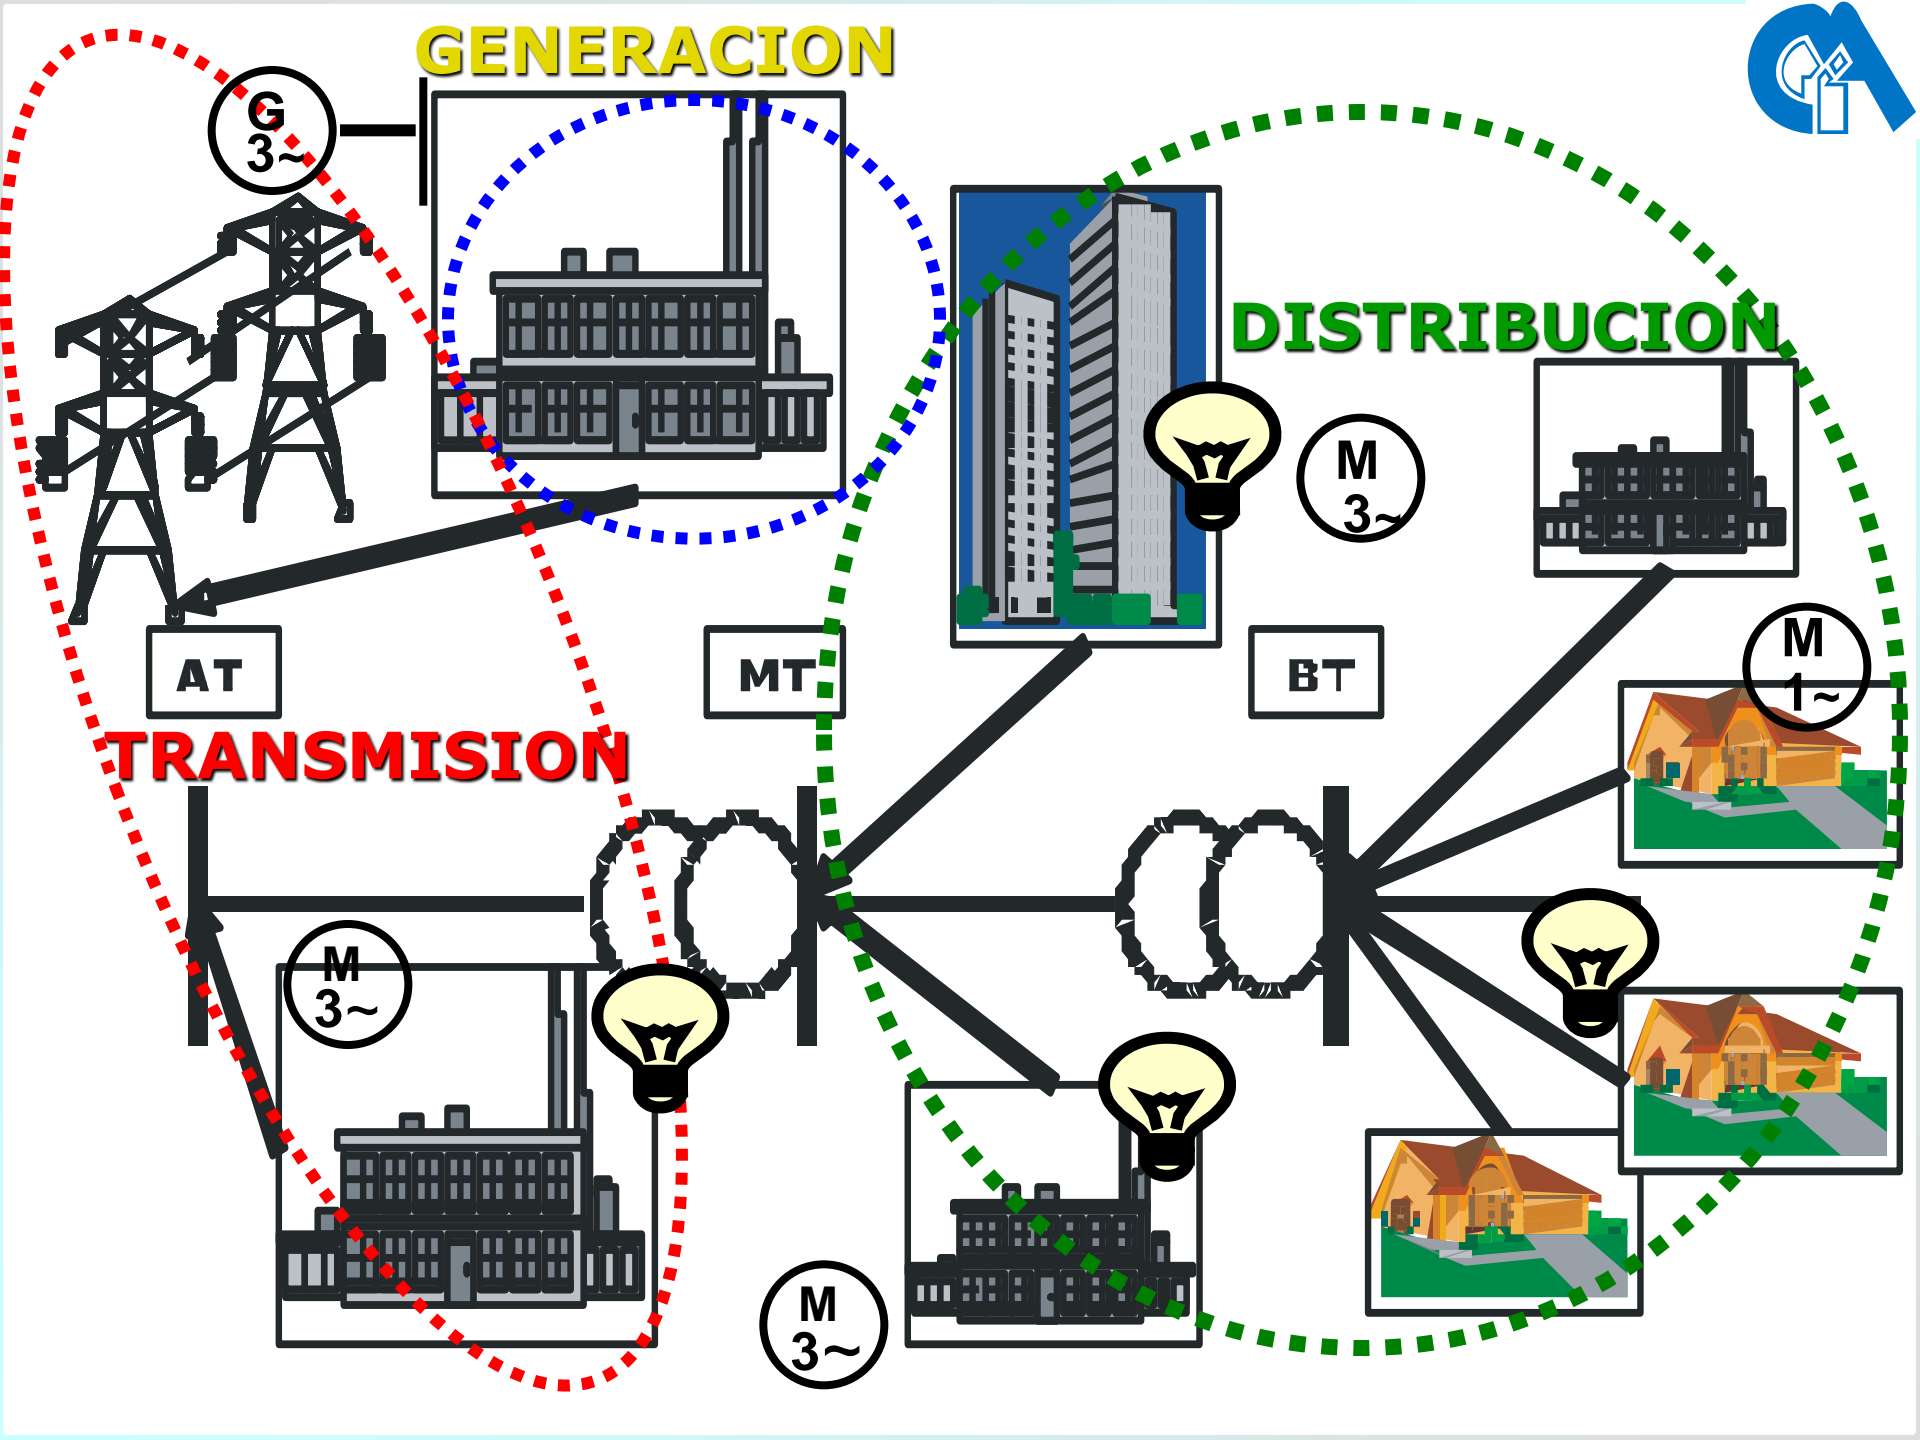 GENERACION
G
3~
DISTRIBUCION
M
3~
M
1~
AT
MT
BT
TRANSMISION
M
3~
M
3~